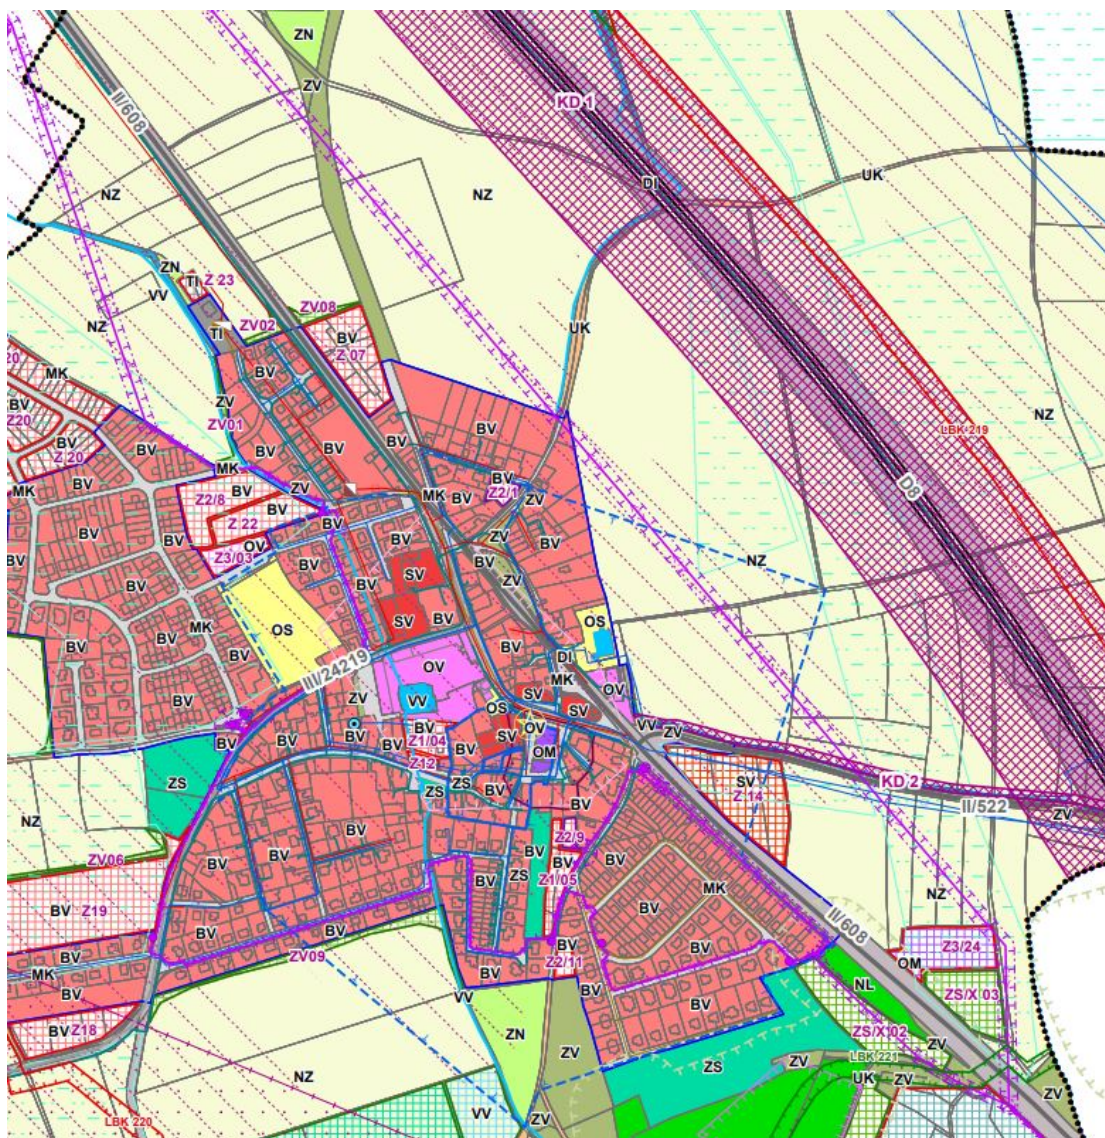 ZN
ZV
II/608
KD 1
DI
UK
NZ
NZ
ZN
TI
Z 23
VV
ZV08
NZ
ZV02
TI
BV
Z 07
UK
20
MK
BV
BV
Z20
ZV
ZV01
NZ
LBK 219
BV
Z 20
BV
BV
BV
BV
BV
MK
BV
MK
BV
ZV
BV
Z2/1
D8
MK
BV
Z2/8
BV
ZV
BV
Z 22
BV
BV
ZV
BV
BV
Z3/03
OV
BV
BV
ZV
BV
NZ
BV
BV
SV
ZV
BV
OS
MK
SV
BV
OS
BV
BV
BV
III/24219
OV
DI
MK
BV
ZV
VV
OS
SV
SV
OV
BV
BV
BV
BV
BV
Z1/04
BV
SV
OV
OM
VV
ZV
Z12
ZS
ZS
BV
SV
Z 14
KD 2
II/522
ZV
ZS
NZ
BV
BV
Z2/9
BV
BV
ZS
BV
Z1/05
ZV06
BV
BV
BV
BV
MK
NZ
BV
Z19
II/608
BV
BV
BV
Z3/24
ZV09
Z2/11
OM
MK
BV
BV
BV
BV
NL
ZS/X 03
VV
ZS/X02
BV
Z18
ZN
ZV
ZV
LBK 221
NZ
ZS
ZV
UK
ZV
ZV
LBK 220
VV
ZV